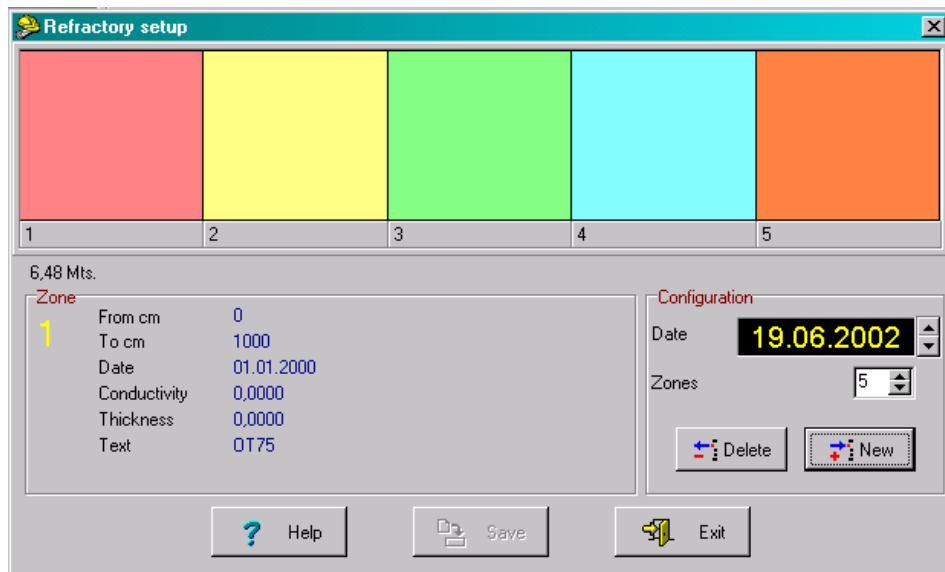 Refractory setup
1 2 3 4 5
6,48 Mts.
Zone
1
From cm 0
To cm 1000
Date 01.01.2000
Conductivity 0,0000
Thickness 0,0000
Text OT75
Configuration
Date 19.06.2002
Zones 5
Delete New
Help Save Exit